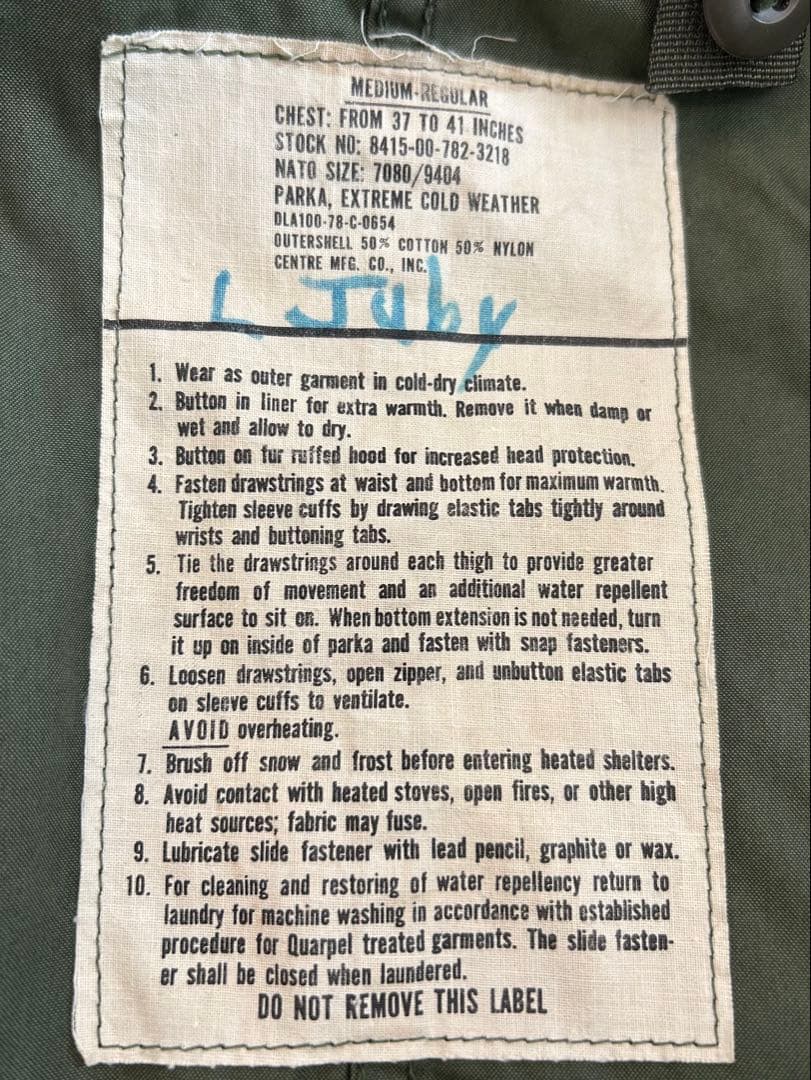 MEDIUM-REGULAR
CHEST: FROM 37 TO 41 INCHES
STOCK NO: 8415-00-782-3218
NATO SIZE: 7080/9404
PARKA, EXTREME COLD WEATHER
DLA100-78-C-0654
OUTERSHELL 50% COTTON 50% NYLON
CENTRE MFG. CO., INC.
L Juby
1. Wear as outer garment in cold-dry climate.
2. Button in liner for extra warmth. Remove it when damp or
wet and allow to dry.
3. Button on fur ruffed hood for increased head protection.
4. Fasten drawstrings at waist and bottom for maximum warmth.
Tighten sleeve cuffs by drawing elastic tabs tightly around
wrists and buttoning tabs.
5. Tie the drawstrings around each thigh to provide greater
freedom of movement and an additional water repellent
surface to sit on. When bottom extension is not needed, turn
it up on inside of parka and fasten with snap fasteners.
6. Loosen drawstrings, open zipper, and unbutton elastic tabs
on sleeve cuffs to ventilate.
AVOID overheating.
7. Brush off snow and frost before entering heated shelters.
8. Avoid contact with heated stoves, open fires, or other high
heat sources; fabric may fuse.
9. Lubricate slide fastener with lead pencil, graphite or wax.
10. For cleaning and restoring of water repellency return to
laundry for machine washing in accordance with established
procedure for Quarpel treated garments. The slide fasten-
er shall be closed when laundered.
DO NOT REMOVE THIS LABEL